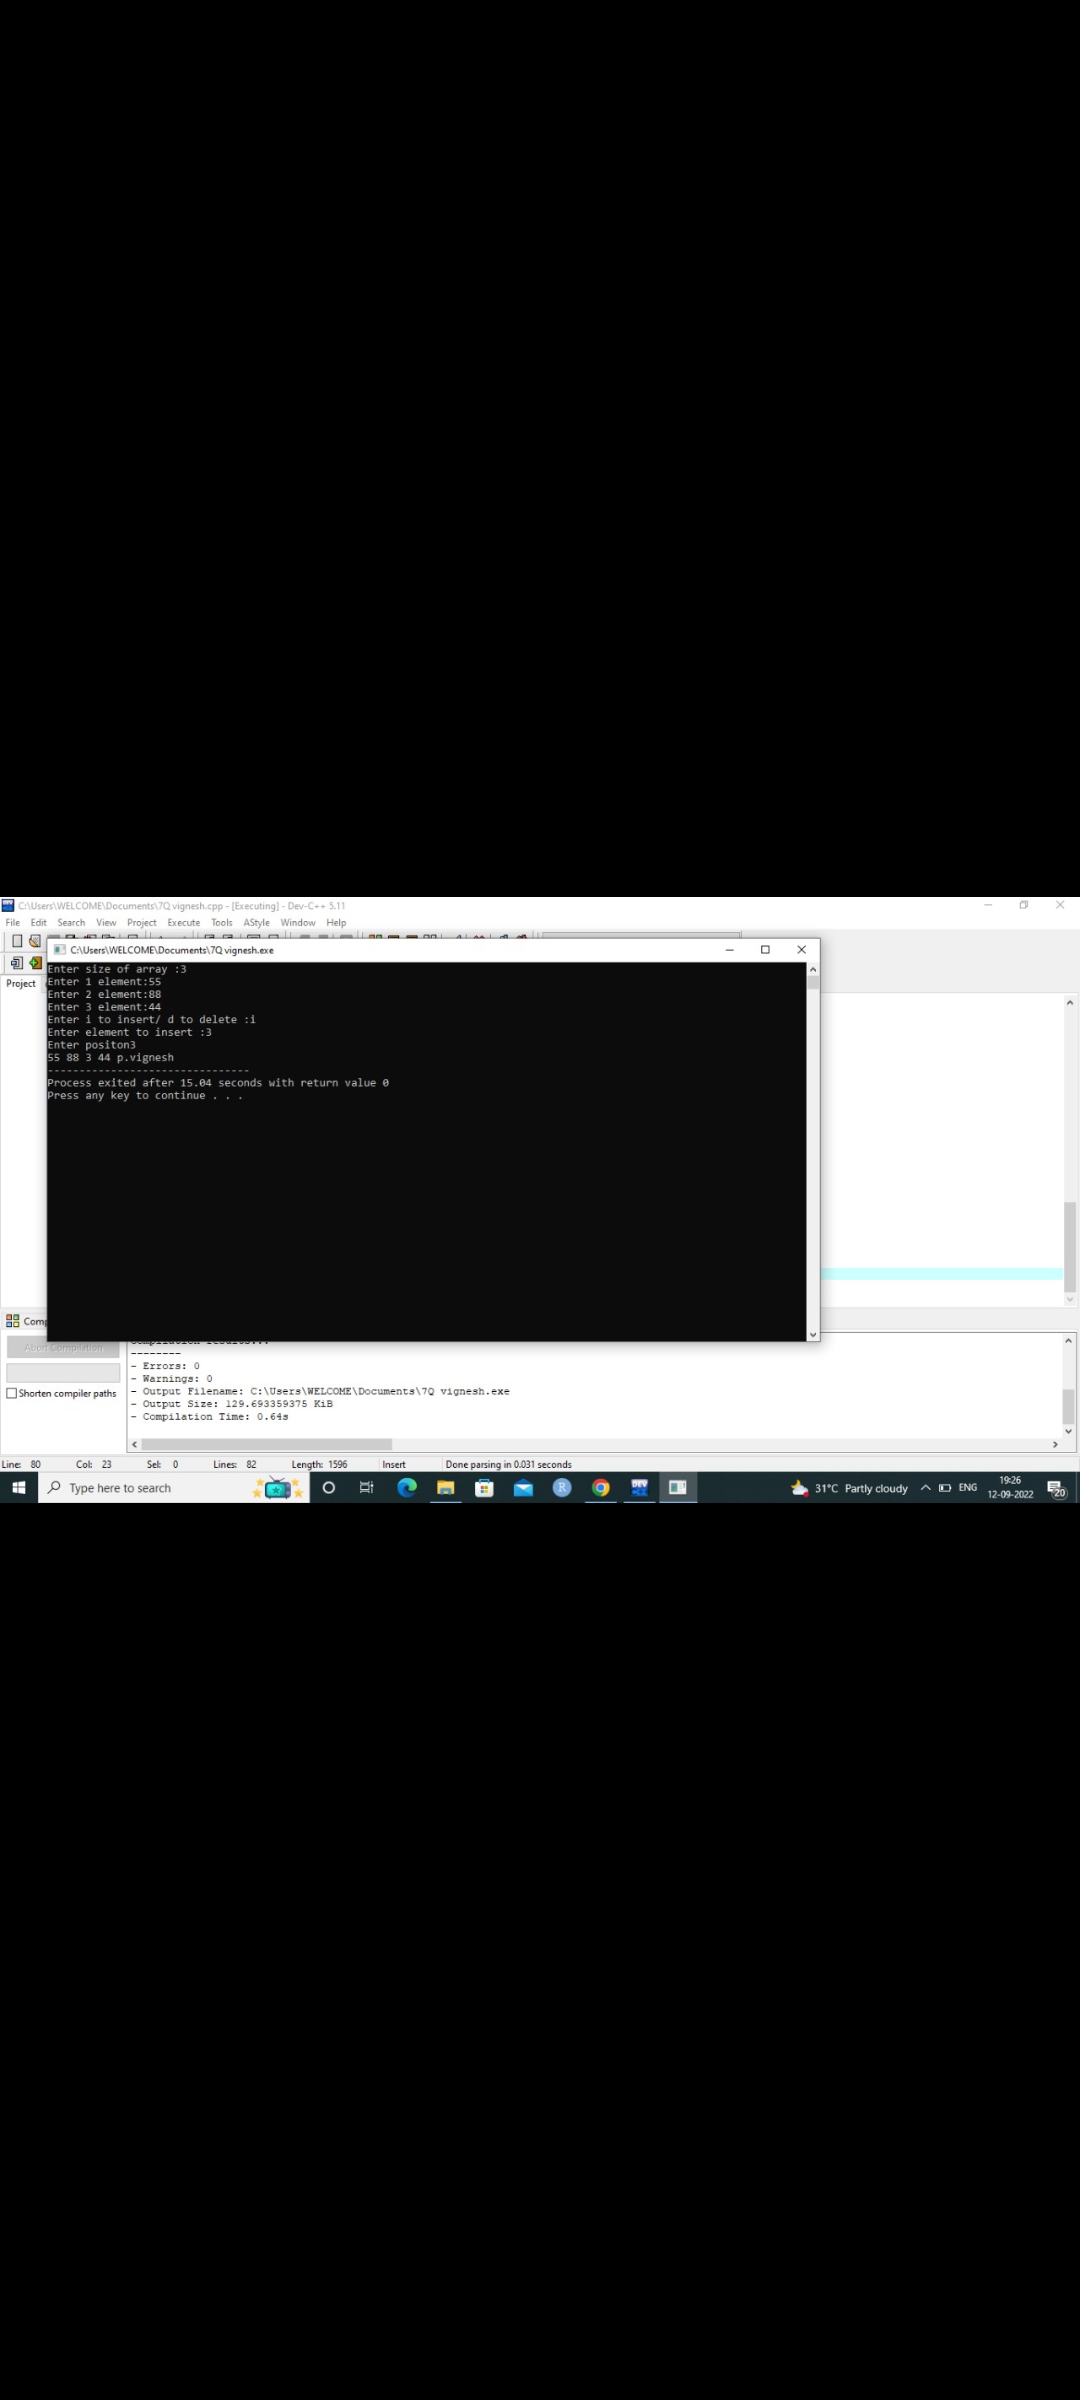 C:\Users\WELCOME\Documents\7Q vignesh.cpp - [Executing] - Dev-C++ 5.11
File Edit Search View Project Execute Tools AStyle Window Help
C:\Users\WELCOME\Documents\7Q vignesh.exe
Project
Enter size of array :3
Enter 1 element:55
Enter 2 element:88
Enter 3 element:44
Enter i to insert/ d to delete :i
Enter element to insert :3
Enter positon3
55 88 3 44 p.vignesh
--------------------------------
Process exited after 15.04 seconds with return value 0
Press any key to continue . . .
Comp
Abort Compilation
Shorten compiler paths
Compilation results...
--------
- Errors: 0
- Warnings: 0
- Output Filename: C:\Users\WELCOME\Documents\7Q vignesh.exe
- Output Size: 129.693359375 KiB
- Compilation Time: 0.64s
Line: 80 Col: 23 Sel: 0 Lines: 82 Length: 1596 Insert Done parsing in 0.031 seconds
Type here to search
R
DEV
31°C Partly cloudy
ENG
19:26
12-09-2022
20